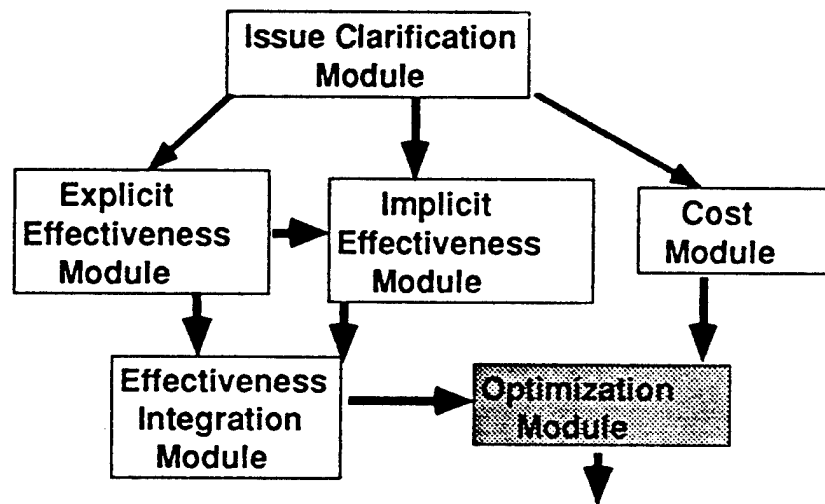 Issue Clarification
Module
Explicit
Effectiveness
Module
Implicit
Effectiveness
Module
Cost
Module
Effectiveness
Integration
Module
Optimization
Module